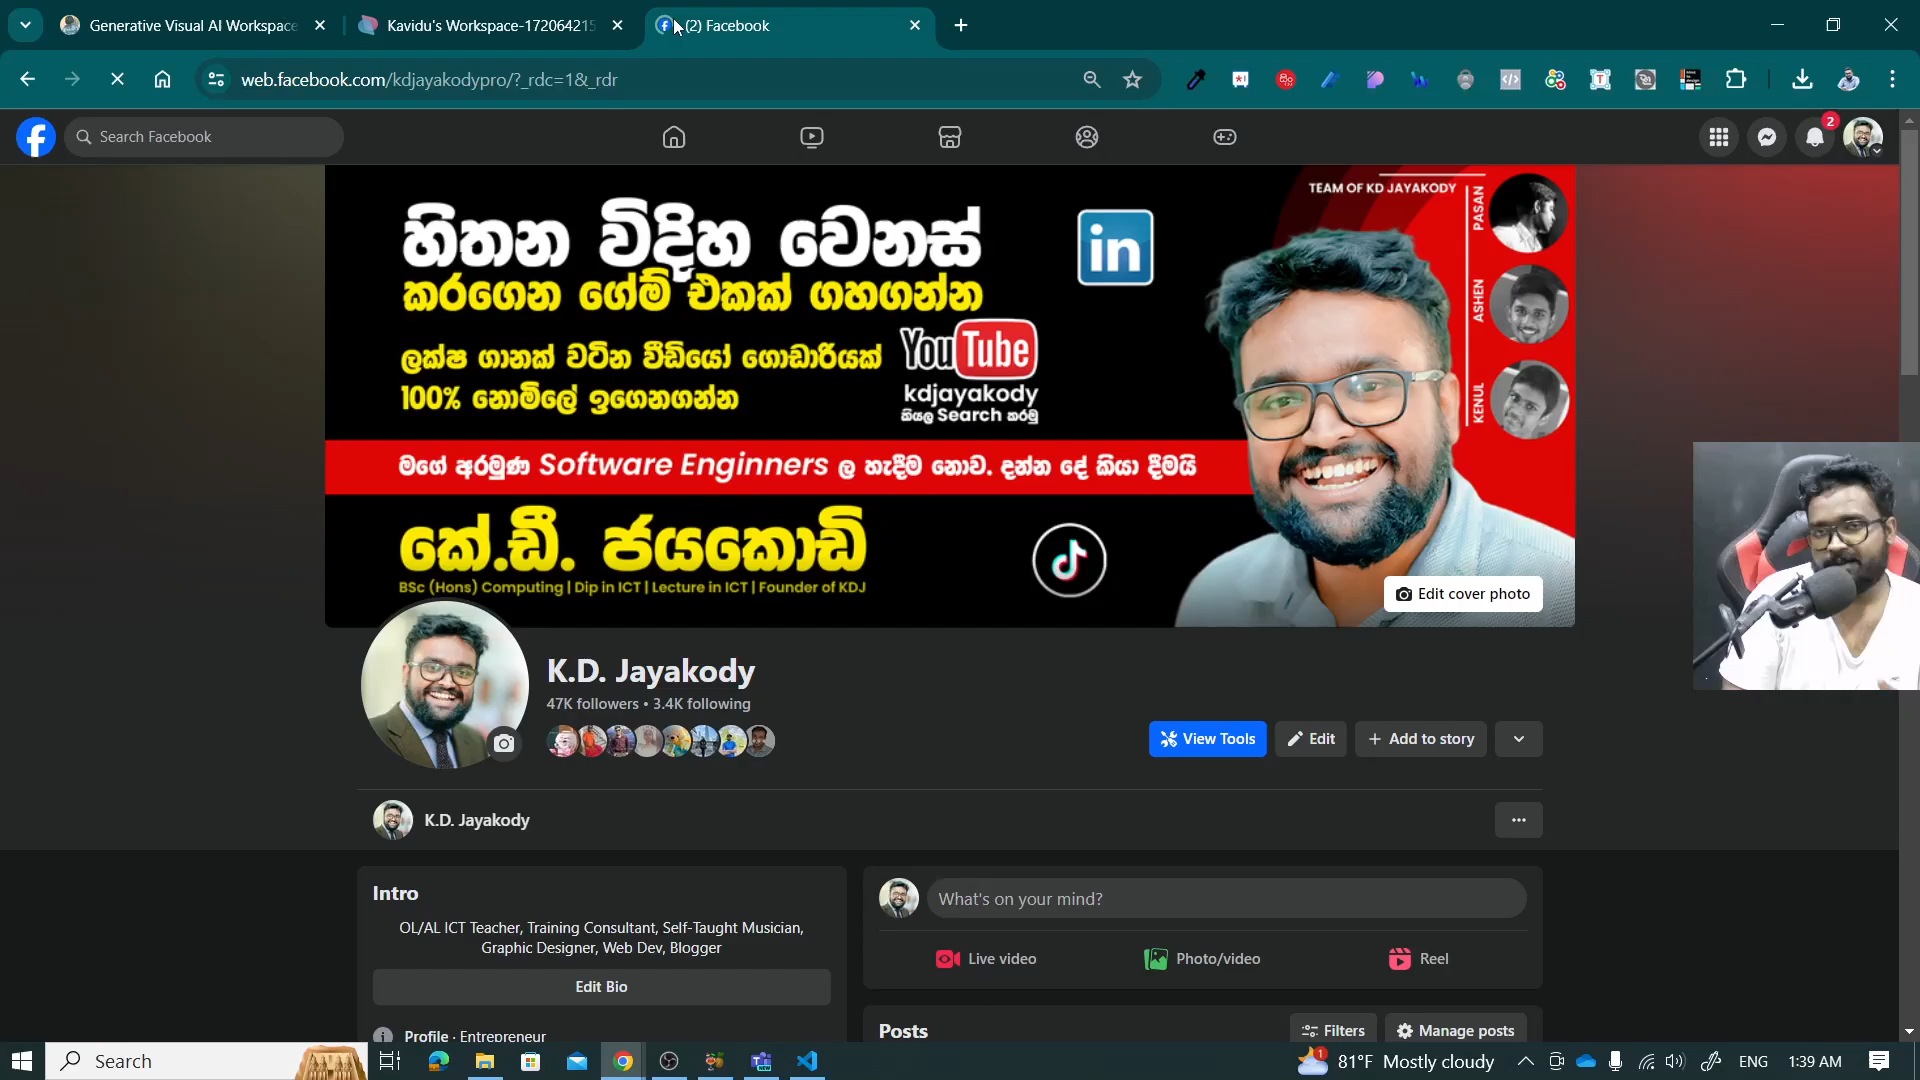 Generative Visual AI Workspace
Kavidu's Workspace-172064215
(2) Facebook
web.facebook.com/kdjayakodypro/?_rdc=1&_rdr
Search Facebook
2
TEAM OF KD JAYAKODY
PASAN
ASHEN
KENUL
හිතන විදිහ වෙනස්
කරගෙන ගේම් එකක් ගහගන්න
in
ලක්ෂ ගානක් වටින වීඩියෝ ගොඩාරියක්
100% නොමිලේ ඉගෙනගන්න
YouTube
kdjayakody
කියල Search කරමු
මගේ අරමුණ Software Enginners ල හැදීම නොව. දන්න දේ කියා දීමයි
කේ.ඩී. ජයකොඩි
BSc (Hons) Computing | Dip in ICT | Lecture in ICT | Founder of KDJ
Edit cover photo
K.D. Jayakody
47K followers • 3.4K following
View Tools
Edit
Add to story
K.D. Jayakody
Intro
OL/AL ICT Teacher, Training Consultant, Self-Taught Musician,
Graphic Designer, Web Dev, Blogger
Edit Bio
Profile · Entrepreneur
What's on your mind?
Live video
Photo/video
Reel
Posts
Filters
Manage posts
Search
1
81°F Mostly cloudy
ENG
1:39 AM